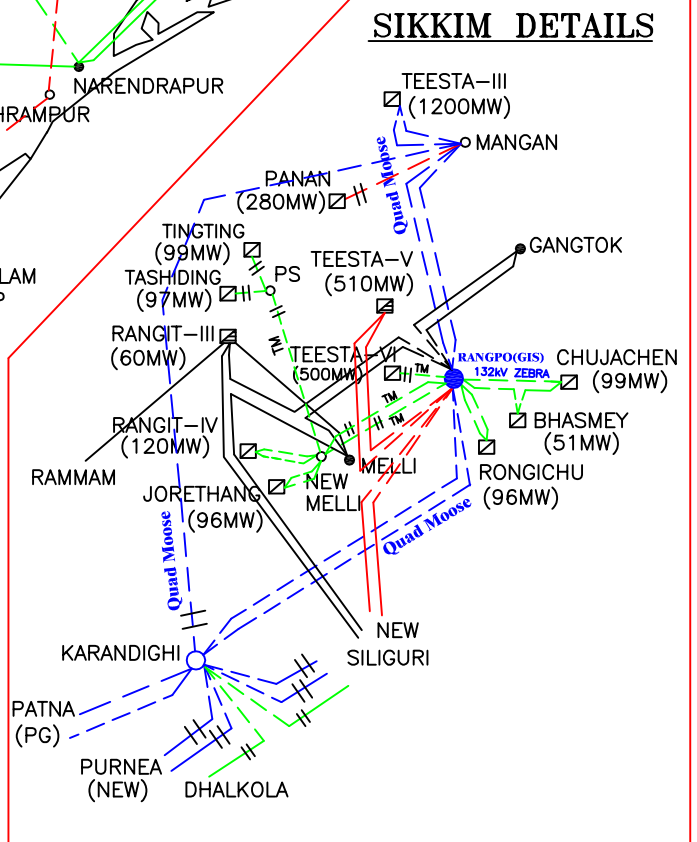 SIKKIM DETAILS
NARENDRAPUR
HRAMPUR
LAM
TEESTA-III
(1200MW)
MANGAN
Quad Moose
PANAN
(280MW)
TINGTING
(99MW)
PS
TASHIDING
(97MW)
TEESTA-V
(510MW)
GANGTOK
RANGIT-III
(60MW)
TM
TEESTA-VI
(500MW)
TM
RANGPO(GIS)
132kV ZEBRA
CHUJACHEN
(99MW)
TM
TM
BHASMEY
(51MW)
RANGIT-IV
(120MW)
RAMMAM
MELLI
NEW
MELLI
JORETHANG
(96MW)
RONGICHU
(96MW)
Quad Moose
Quad Moose
NEW
SILIGURI
KARANDIGHI
PATNA
(PG)
PURNEA
(NEW)
DHALKOLA